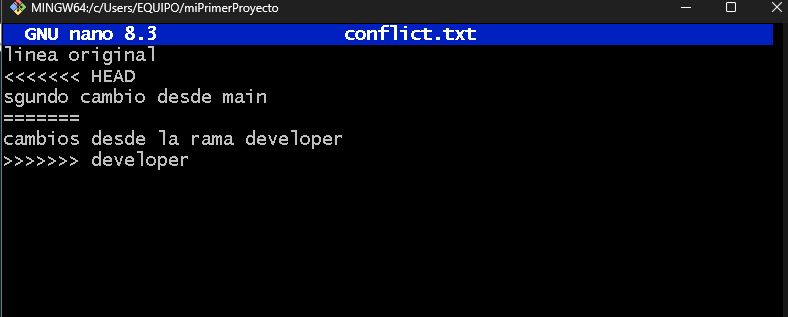 MINGW64:/c/Users/EQUIPO/miPrimerProyecto
GNU nano 8.3 conflict.txt
linea original
<<<<<<< HEAD
sgundo cambio desde main
=======
cambios desde la rama developer
>>>>>>> developer